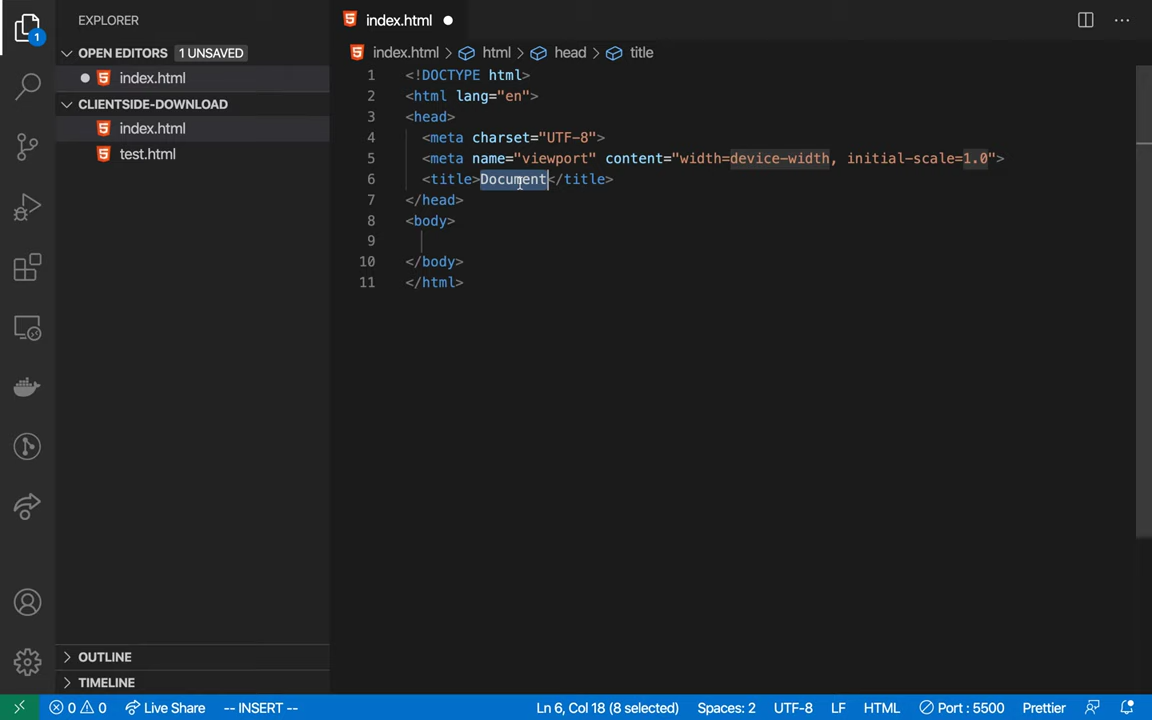 EXPLORER
OPEN EDITORS 1 UNSAVED
index.html
CLIENTSIDE-DOWNLOAD
index.html
test.html
OUTLINE
TIMELINE
1
index.html
index.html > html > head > title
1 <!DOCTYPE html>
2 <html lang="en">
3 <head>
4 <meta charset="UTF-8">
5 <meta name="viewport" content="width=device-width, initial-scale=1.0">
6 <title>Document</title>
7 </head>
8 <body>
9
10 </body>
11 </html>
0 0 Live Share -- INSERT -- Ln 6, Col 18 (8 selected) Spaces: 2 UTF-8 LF HTML Port : 5500 Prettier